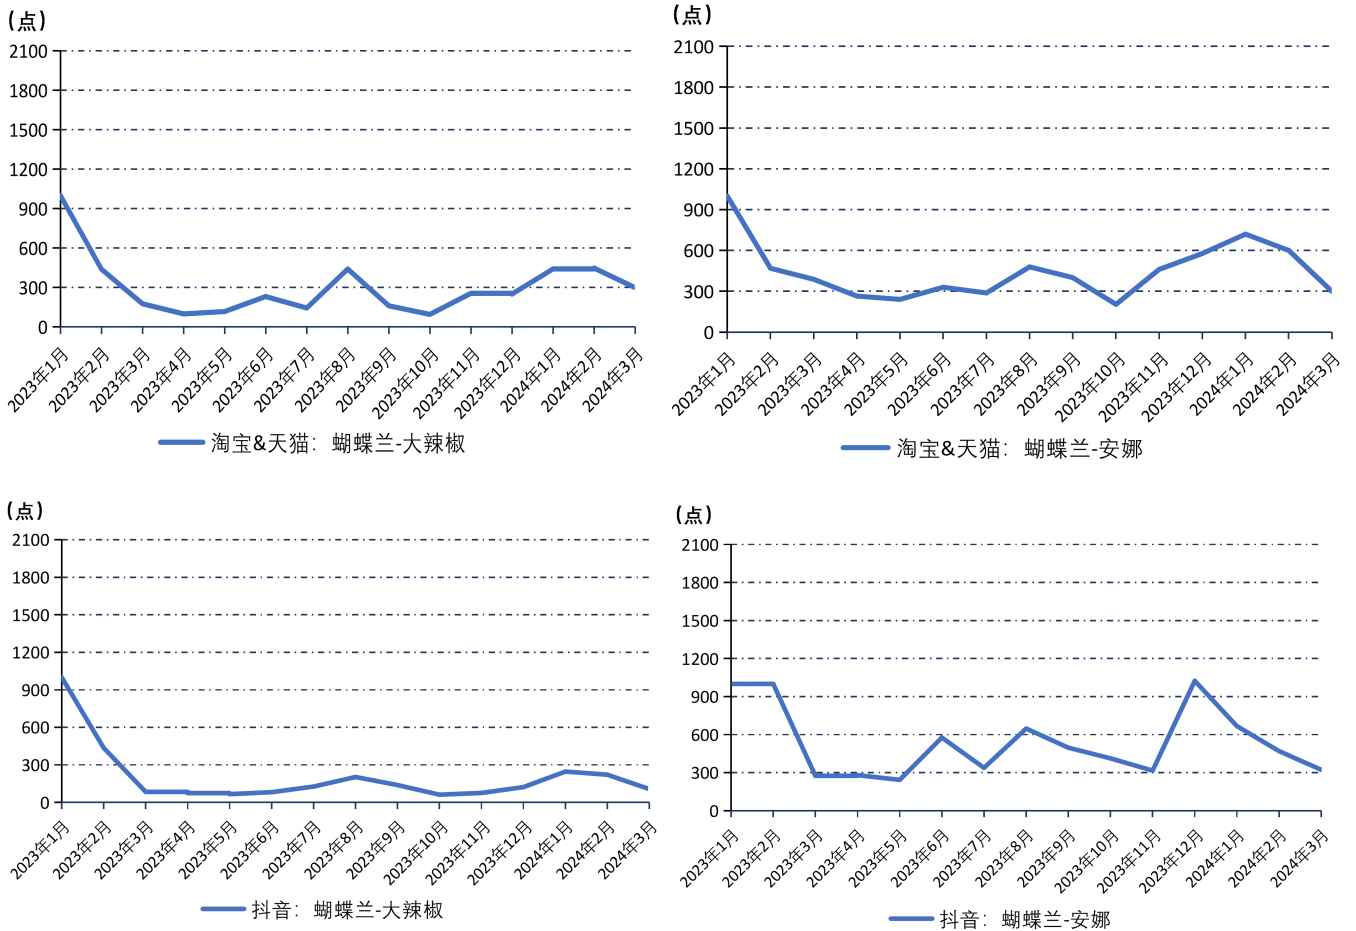 (点)
2100
1800
1500
1200
900
600
300
0
2023年1月
2023年2月
2023年3月
2023年4月
2023年5月
2023年6月
2023年7月
2023年8月
2023年9月
2023年10月
2023年11月
2023年12月
2024年1月
2024年2月
2024年3月
淘宝&天猫：蝴蝶兰-大辣椒
(点)
2100
1800
1500
1200
900
600
300
0
2023年1月
2023年2月
2023年3月
2023年4月
2023年5月
2023年6月
2023年7月
2023年8月
2023年9月
2023年10月
2023年11月
2023年12月
2024年1月
2024年2月
2024年3月
淘宝&天猫：蝴蝶兰-安娜
(点)
2100
1800
1500
1200
900
600
300
0
2023年1月
2023年2月
2023年3月
2023年4月
2023年5月
2023年6月
2023年7月
2023年8月
2023年9月
2023年10月
2023年11月
2023年12月
2024年1月
2024年2月
2024年3月
抖音：蝴蝶兰-大辣椒
(点)
2100
1800
1500
1200
900
600
300
0
2023年1月
2023年2月
2023年3月
2023年4月
2023年5月
2023年6月
2023年7月
2023年8月
2023年9月
2023年10月
2023年11月
2023年12月
2024年1月
2024年2月
2024年3月
抖音：蝴蝶兰-安娜